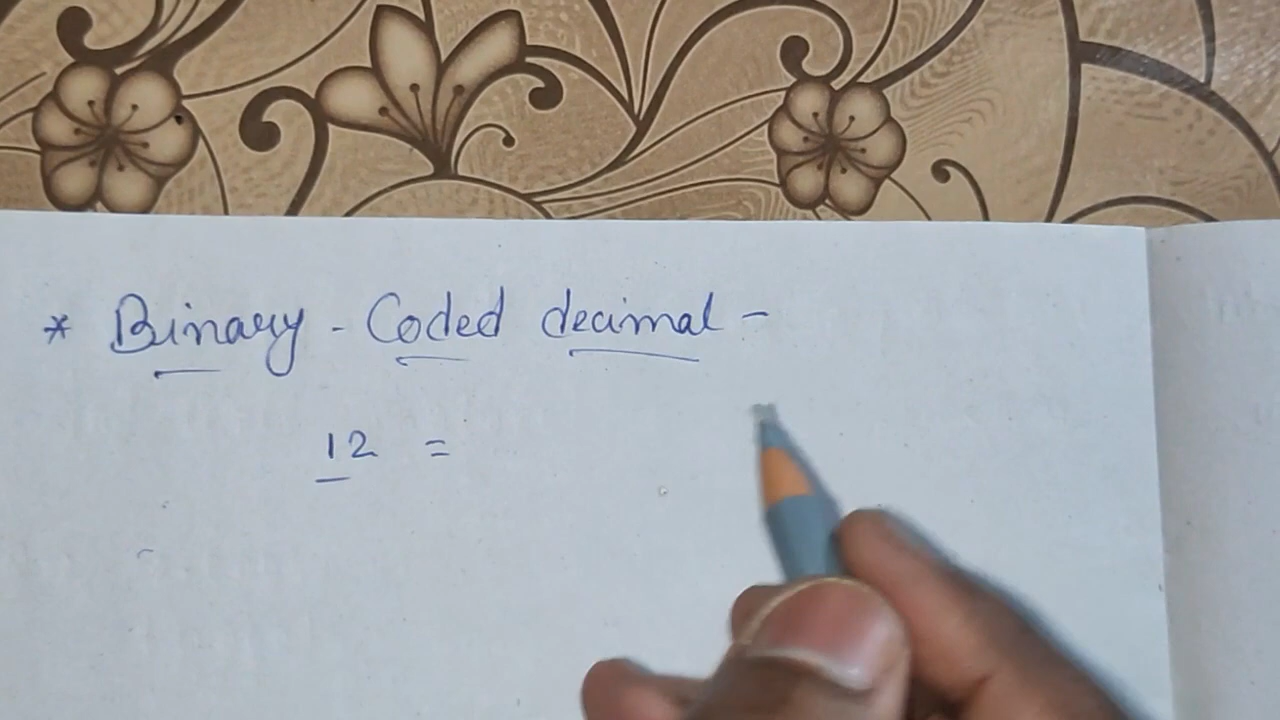 * Binary - Coded decimal -
12 =